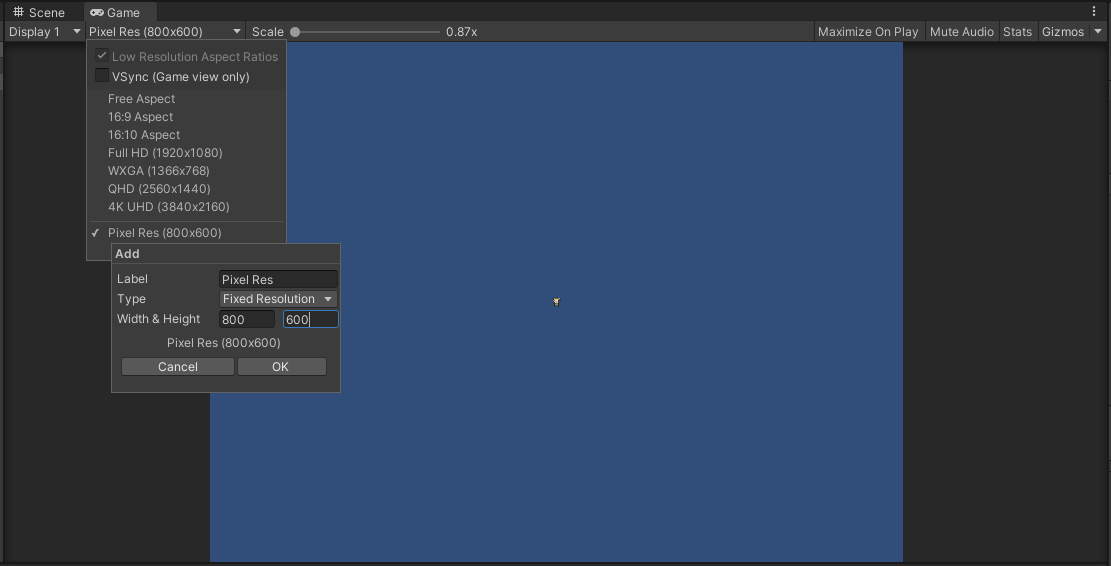 Scene Game
Display 1 Pixel Res (800x600) Scale 0.87x Maximize On Play Mute Audio Stats Gizmos
Low Resolution Aspect Ratios
VSync (Game view only)
Free Aspect
16:9 Aspect
16:10 Aspect
Full HD (1920x1080)
WXGA (1366x768)
QHD (2560x1440)
4K UHD (3840x2160)
Pixel Res (800x600)
Add
Label Pixel Res
Type Fixed Resolution
Width & Height 800 600
Pixel Res (800x600)
Cancel OK